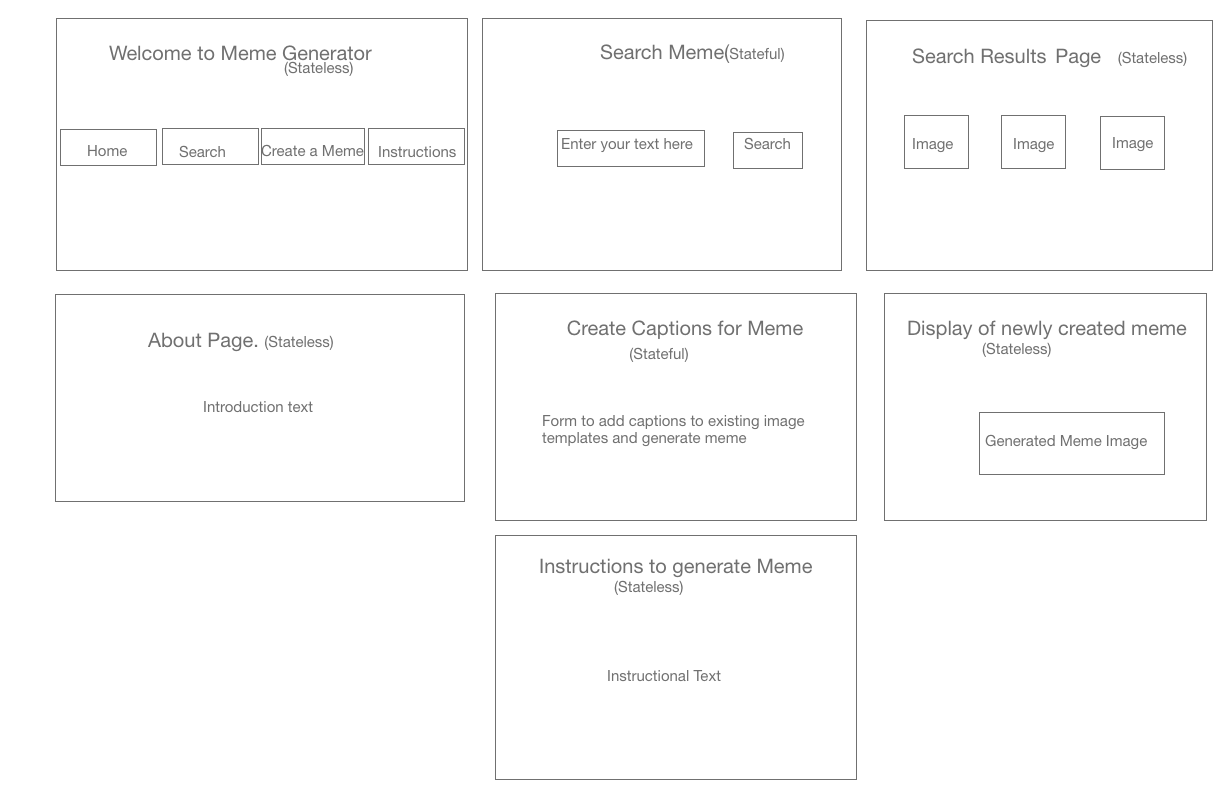 Welcome to Meme Generator
(Stateless)
Home
Search
Create a Meme
Instructions
Search Meme(Stateful)
Enter your text here
Search
Search Results Page (Stateless)
Image
Image
Image
About Page. (Stateless)
Introduction text
Create Captions for Meme
(Stateful)
Form to add captions to existing image
templates and generate meme
Display of newly created meme
(Stateless)
Generated Meme Image
Instructions to generate Meme
(Stateless)
Instructional Text